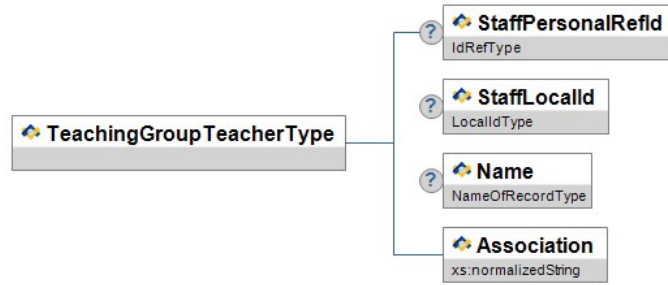 ? StaffPersonalRefId
IdRefType
? StaffLocalId
LocalIdType
TeachingGroupTeacherType
? Name
NameOfRecordType
Association
xs:normalizedString